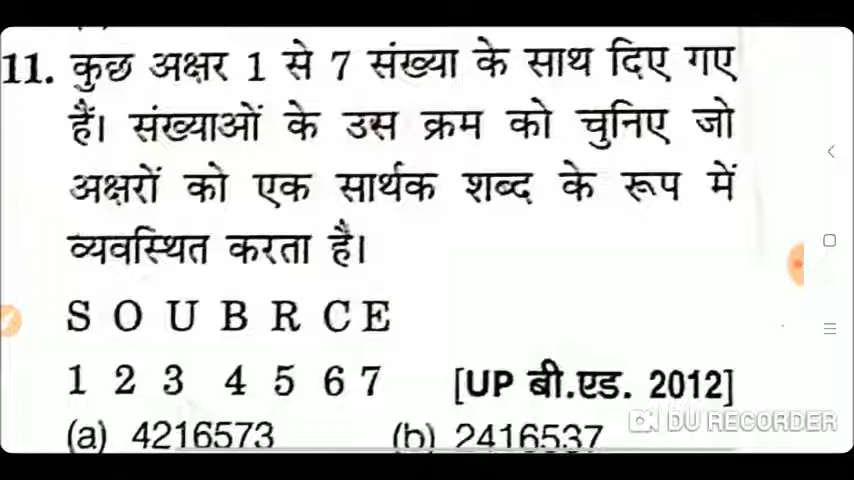 11. कुछ अक्षर 1 से 7 संख्या के साथ दिए गए
हैं। संख्याओं के उस क्रम को चुनिए जो
अक्षरों को एक सार्थक शब्द के रूप में
व्यवस्थित करता है।
S O U B R C E
1 2 3 4 5 6 7 [UP बी.एड. 2012]
DU RECORDER
(a) 4216573 (b) 2416537